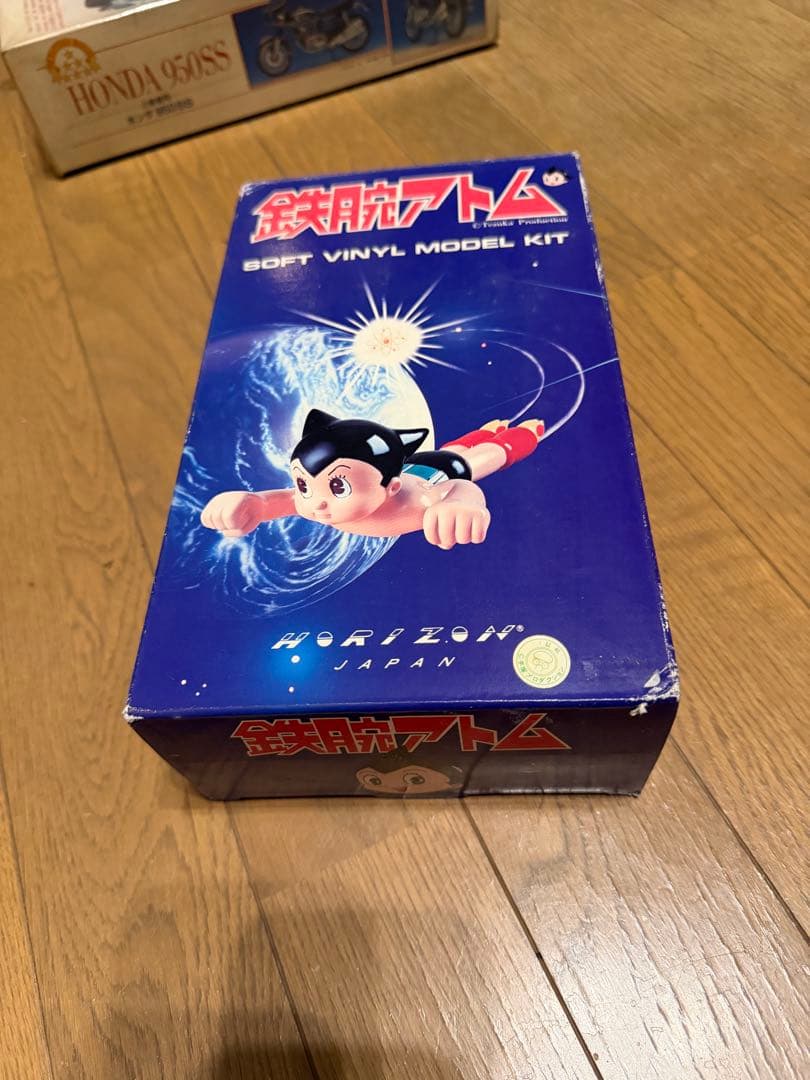 HONDA 950SS
鉄腕アトム
©Tezuka Production
SOFT VINYL MODEL KIT
HORIZON®
JAPAN
鉄腕アトム